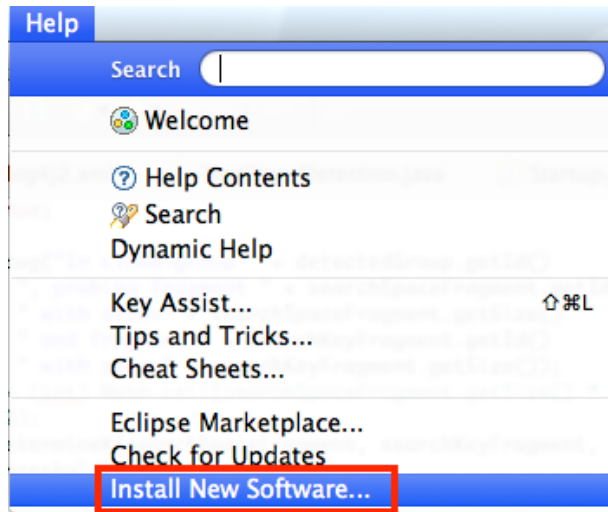 Help
Search
Welcome
Help Contents
Search
Dynamic Help
Key Assist... ⇧⌘L
Tips and Tricks...
Cheat Sheets...
Eclipse Marketplace...
Check for Updates
Install New Software...